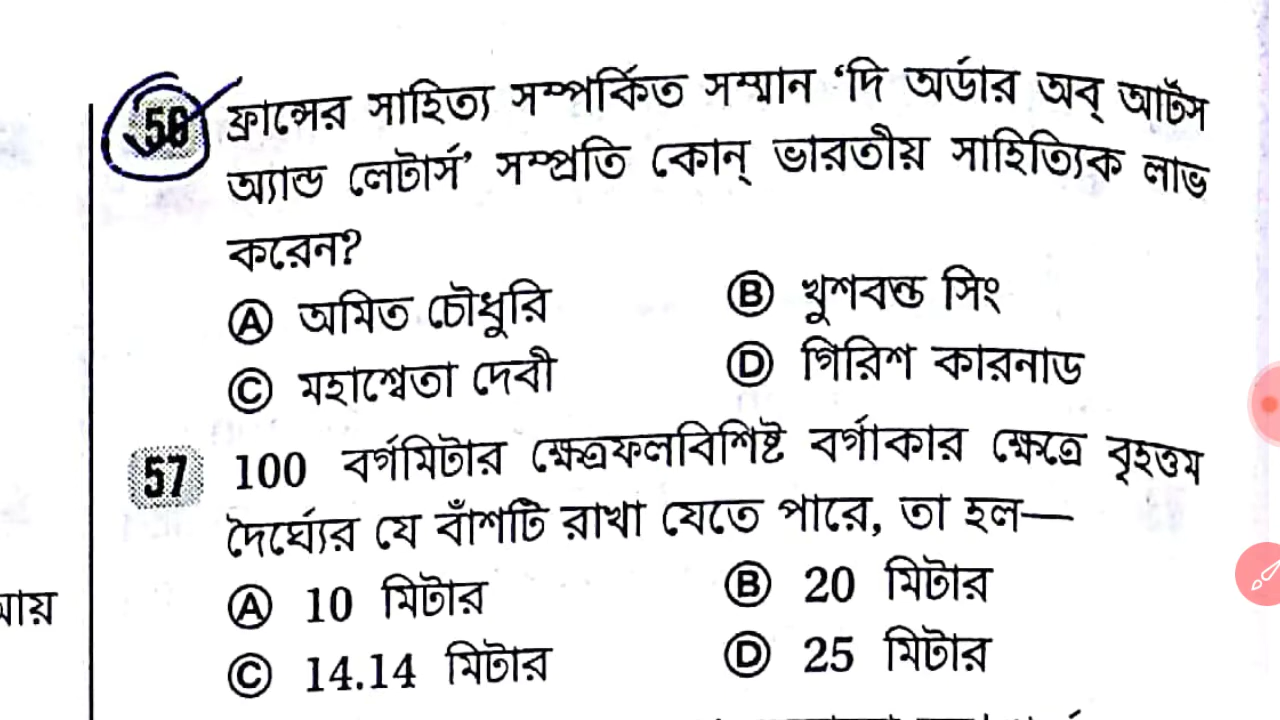 56 ফ্রান্সের সাহিত্য সম্পর্কিত সম্মান ‘দি অর্ডার অব্ আর্টস
অ্যান্ড লেটার্স’ সম্প্রতি কোন্ ভারতীয় সাহিত্যিক লাভ
করেন?
Ⓐ অমিত চৌধুরি Ⓑ খুশবন্ত সিং
Ⓒ মহাশ্বেতা দেবী Ⓓ গিরিশ কারনাড
57 100 বর্গমিটার ক্ষেত্রফলবিশিষ্ট বর্গাকার ক্ষেত্রে বৃহত্তম
দৈর্ঘ্যের যে বাঁশটি রাখা যেতে পারে, তা হল—
Ⓐ 10 মিটার Ⓑ 20 মিটার
Ⓒ 14.14 মিটার Ⓓ 25 মিটার